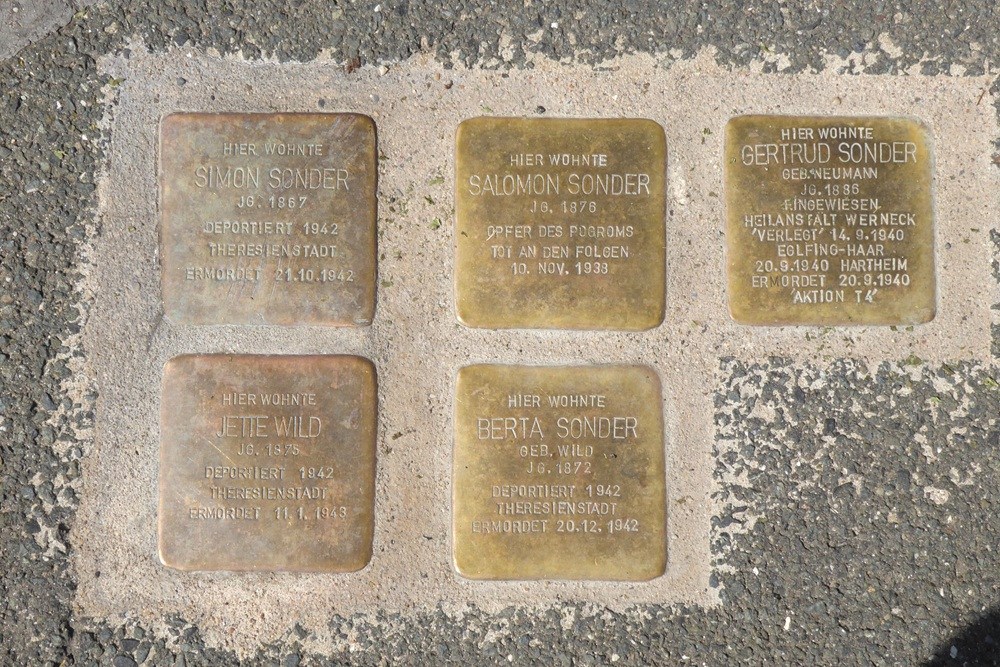 HIER WOHNTE
SIMON SONDER
JG. 1867
DEPORTIERT 1942
THERESIENSTADT
ERMORDET 21.10.1942
HIER WOHNTE
SALOMON SONDER
JG. 1876
OPFER DES POGROMS
TOT AN DEN FOLGEN
10. NOV. 1938
HIER WOHNTE
GERTRUD SONDER
GEB. NEUMANN
JG. 1886
EINGEWIESEN
HEILANSTALT WERNECK
'VERLEGT' 14.9.1940
EGLFING-HAAR
20.9.1940 HARTHEIM
ERMORDET 20.9.1940
'AKTION T4'
HIER WOHNTE
JETTE WILD
JG. 1875
DEPORTIERT 1942
THERESIENSTADT
ERMORDET 11.1.1943
HIER WOHNTE
BERTA SONDER
GEB. WILD
JG. 1872
DEPORTIERT 1942
THERESIENSTADT
ERMORDET 20.12.1942